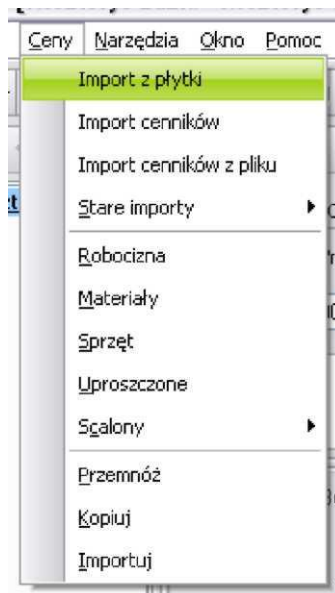 Ceny Narzędzia Okno Pomoc
Import z płytki
Import cenników
Import cenników z pliku
Stare importy
Robocizna
Materiały
Sprzęt
Uproszczone
Scalony
Przemnóż
Kopiuj
Importuj